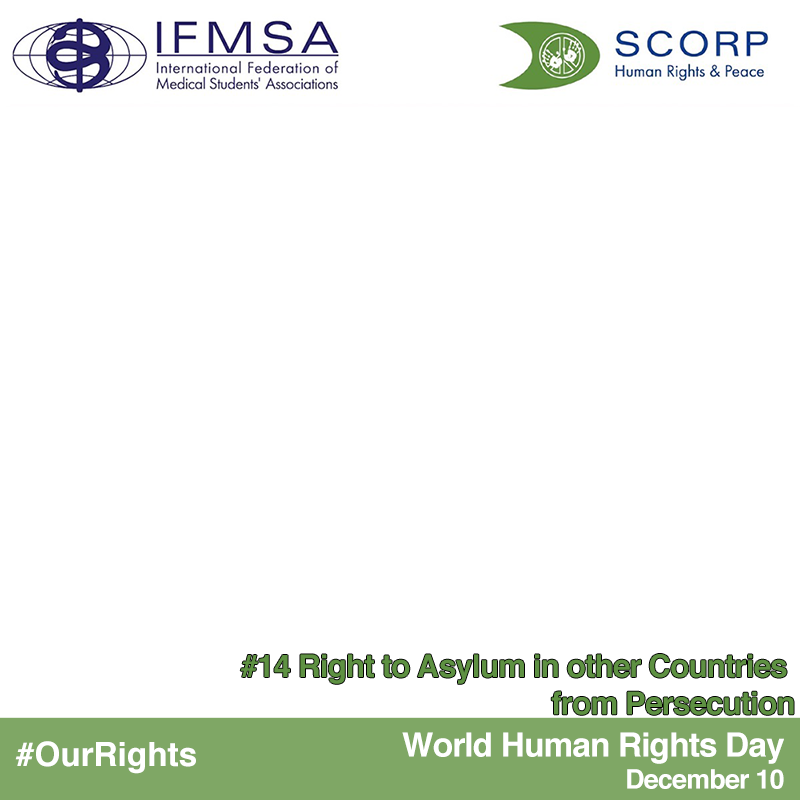 IFMSA
International Federation of
Medical Students' Associations
SCORP
Human Rights & Peace
#14 Right to Asylum in other Countries
from Persecution
#OurRights
World Human Rights Day
December 10